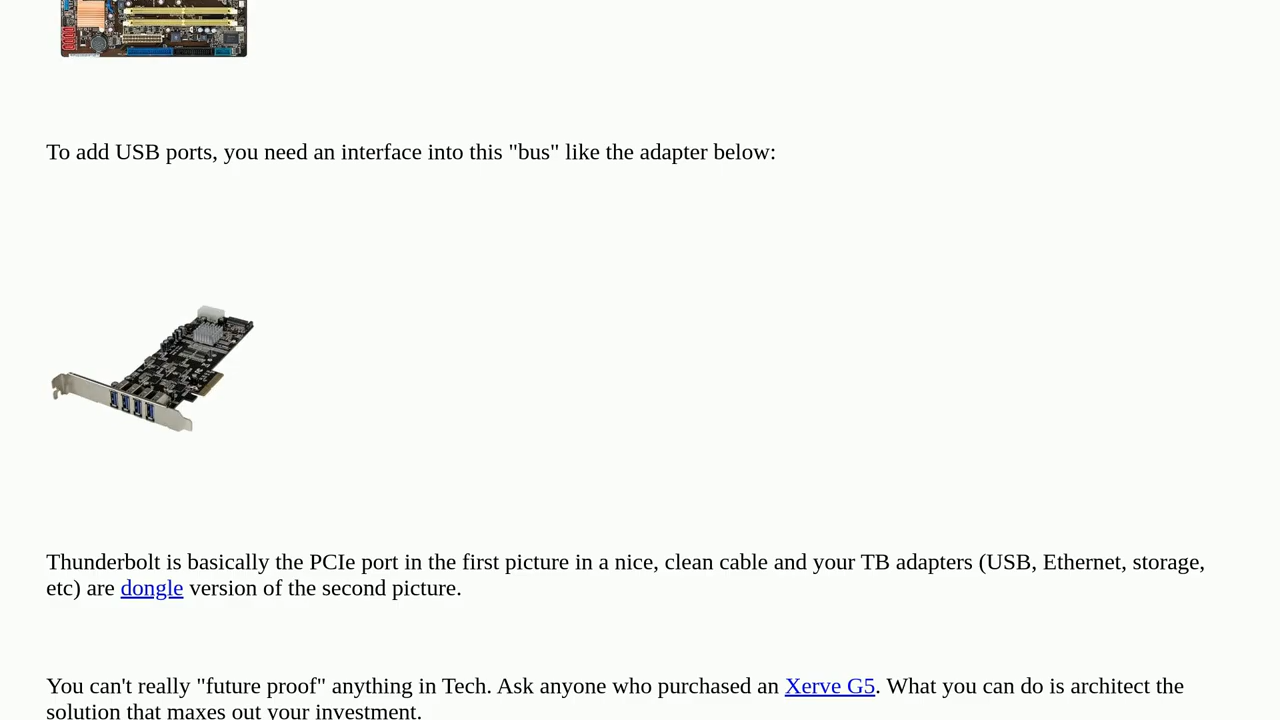 To add USB ports, you need an interface into this "bus" like the adapter below:
Thunderbolt is basically the PCIe port in the first picture in a nice, clean cable and your TB adapters (USB, Ethernet, storage,
etc) are dongle version of the second picture.
You can't really "future proof" anything in Tech. Ask anyone who purchased an Xerve G5. What you can do is architect the
solution that maxes out your investment.